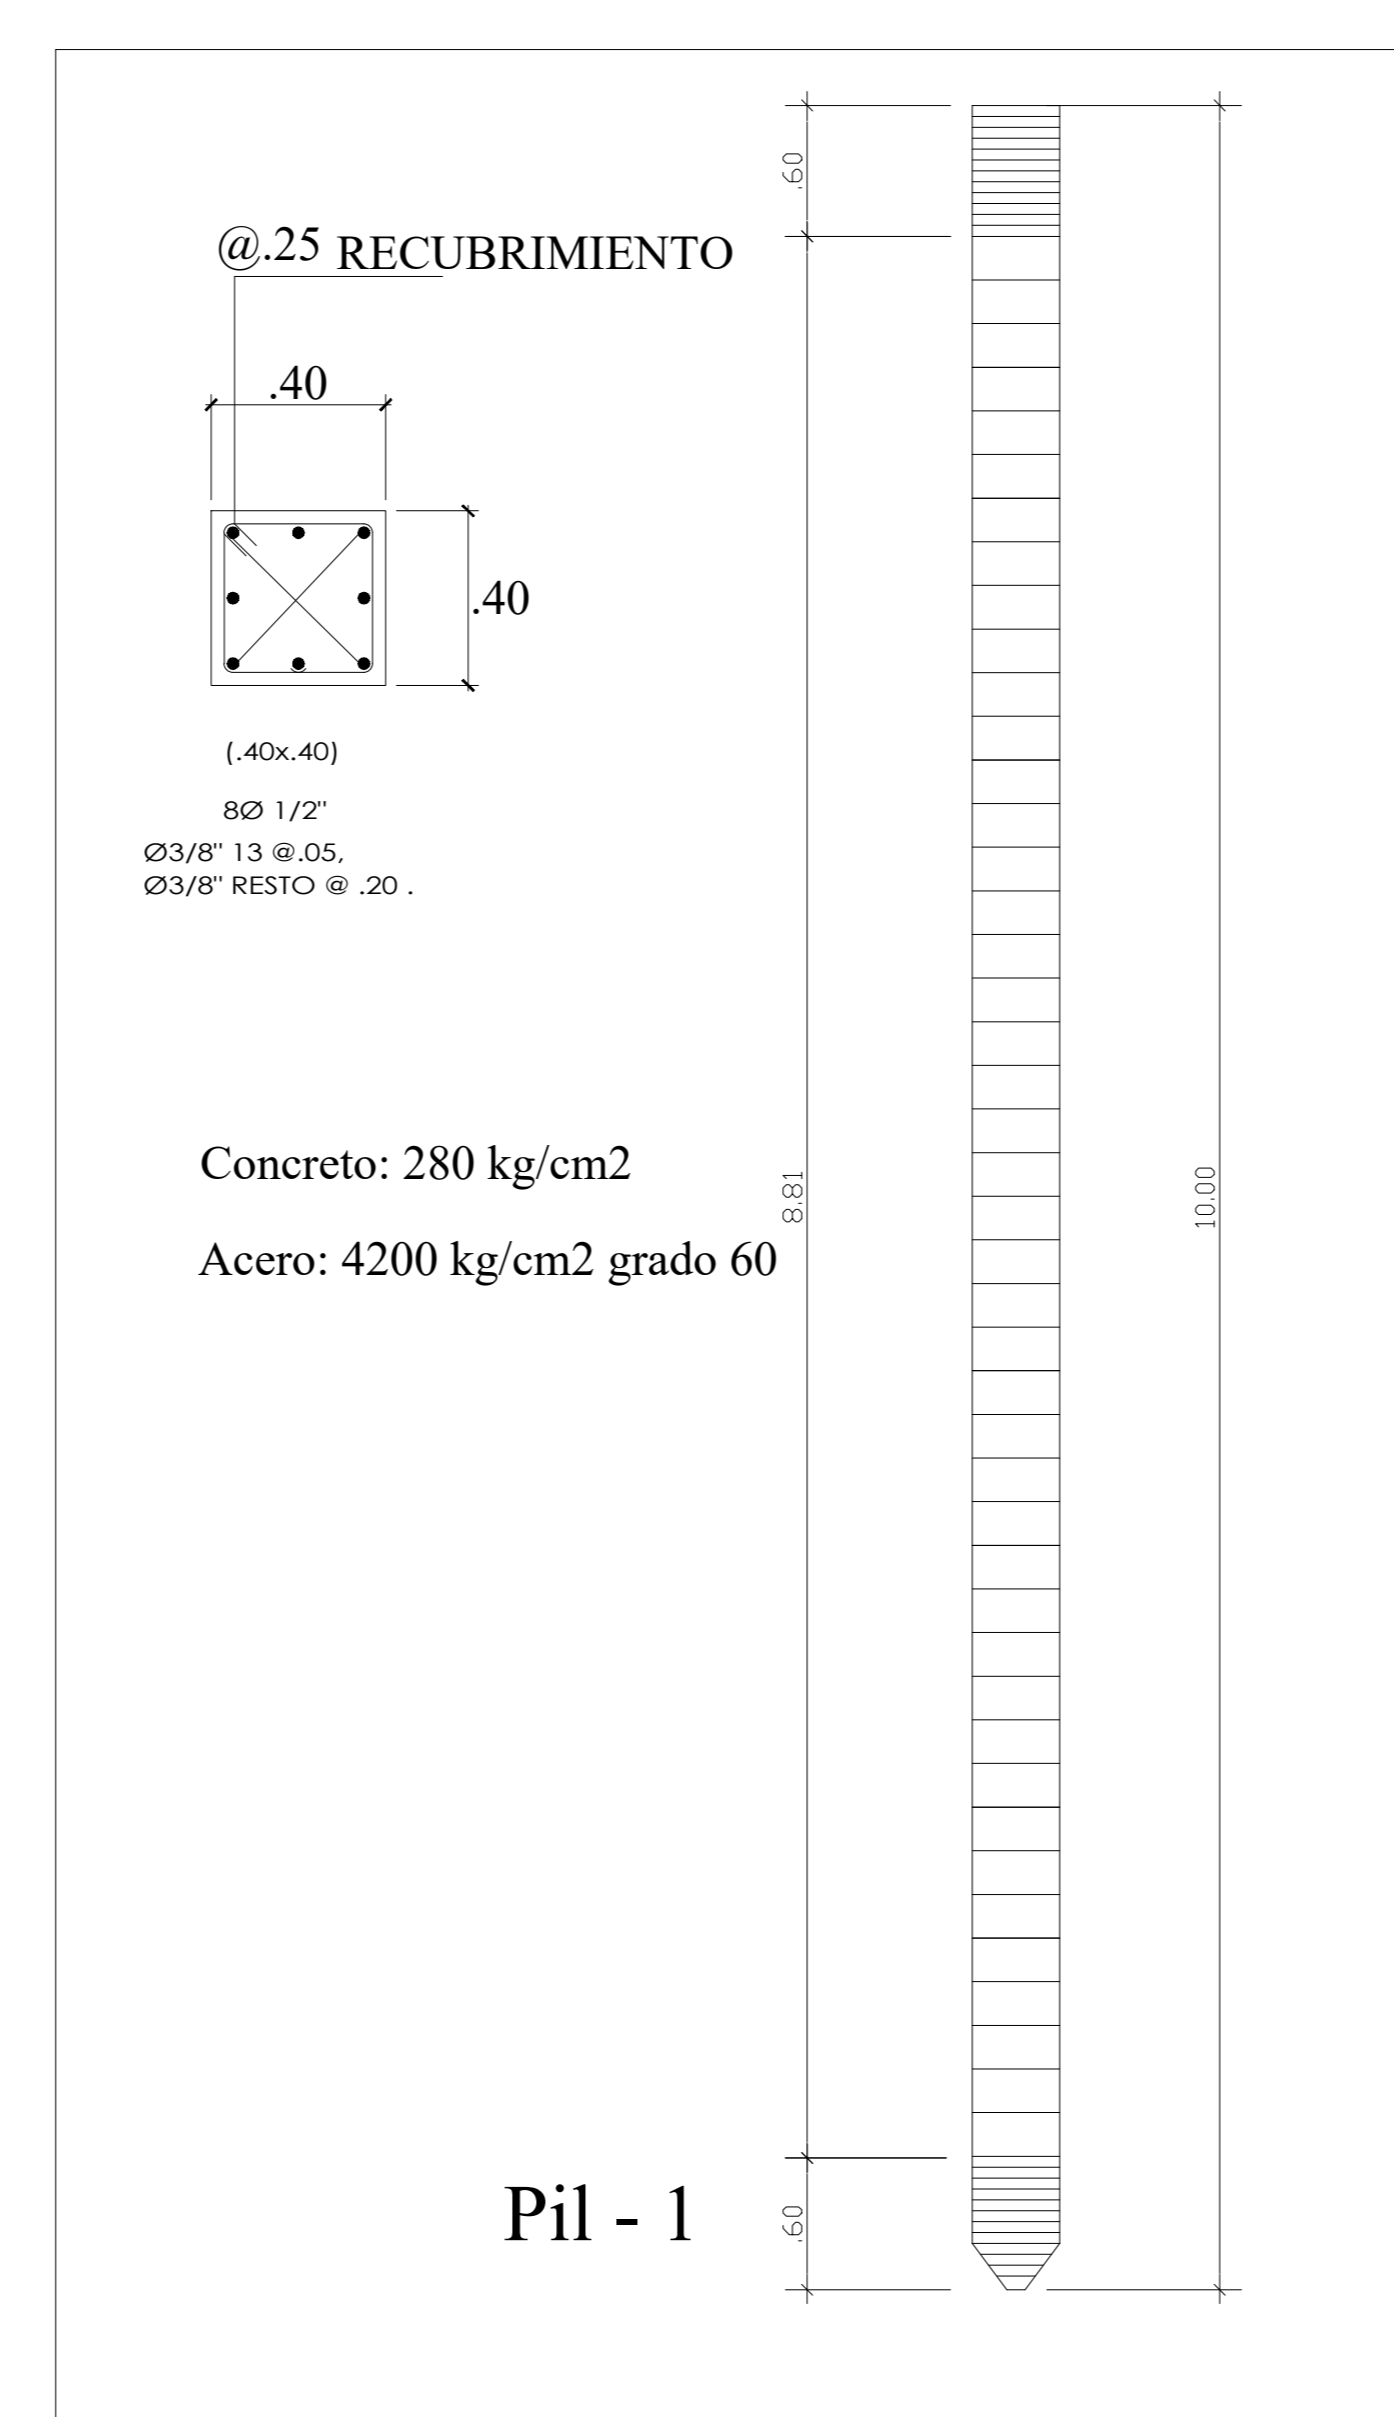 .60
@.25 RECUBRIMIENTO
.40
.40
(.40x.40)
8Ø 1/2"
Ø3/8" 13 @.05,
Ø3/8" RESTO @ .20 .
Concreto: 280 kg/cm2
8.81
10.00
Acero: 4200 kg/cm2 grado 60
Pil - 1
.60